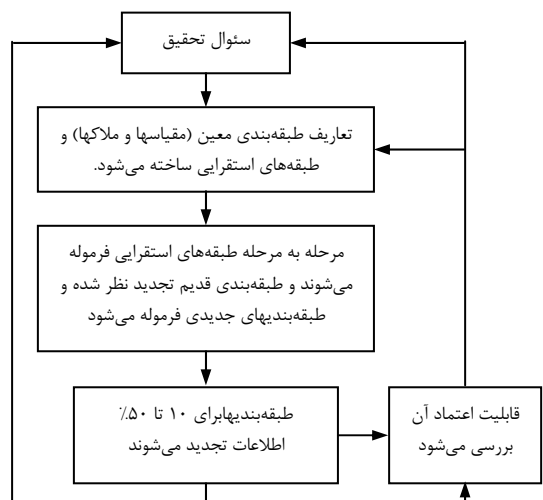 سئوال تحقیق
تعاریف طبقه‌بندی معین (مقیاسها و ملاکها) و
طبقه‌های استقرایی ساخته می‌شود.
مرحله به مرحله طبقه‌های استقرایی فرموله
می‌شوند و طبقه‌بندی قدیم تجدید نظر شده و
طبقه‌بندیهای جدیدی فرموله می‌شود
طبقه‌بندیهابرای ۱۰ تا ۵۰٪
اطلاعات تجدید می‌شوند
قابلیت اعتماد آن
بررسی می‌شود